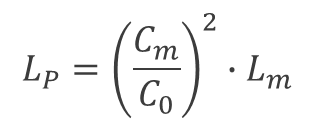 L_P = (C_m / C_0)^2 · L_m